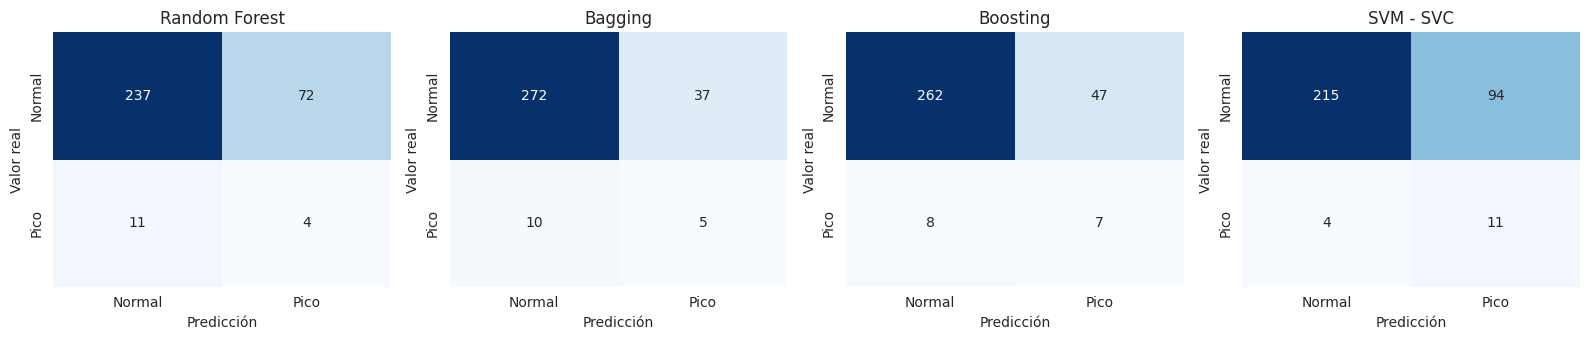 Random Forest
Valor real
Normal
237
72
Pico
11
4
Normal
Pico
Predicción
Bagging
Valor real
Normal
272
37
Pico
10
5
Normal
Pico
Predicción
Boosting
Valor real
Normal
262
47
Pico
8
7
Normal
Pico
Predicción
SVM - SVC
Valor real
Normal
215
94
Pico
4
11
Normal
Pico
Predicción